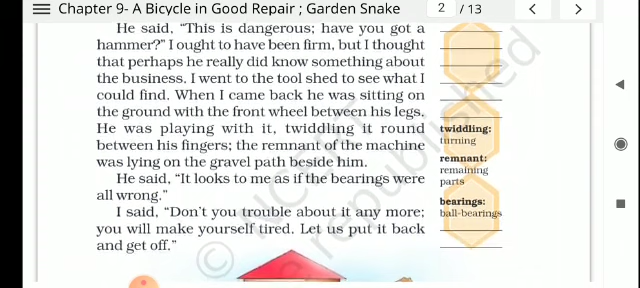 Chapter 9- A Bicycle in Good Repair ; Garden Snake
2 / 13
He said, “This is dangerous; have you got a
hammer?” I ought to have been firm, but I thought
that perhaps he really did know something about
the business. I went to the tool shed to see what I
could find. When I came back he was sitting on
the ground with the front wheel between his legs.
He was playing with it, twiddling it round
between his fingers; the remnant of the machine
was lying on the gravel path beside him.
He said, “It looks to me as if the bearings were
all wrong.”
I said, “Don’t you trouble about it any more;
you will make yourself tired. Let us put it back
and get off.”
twiddling:
turning
remnant:
remaining
parts
bearings:
ball-bearings
© NCERT
republished